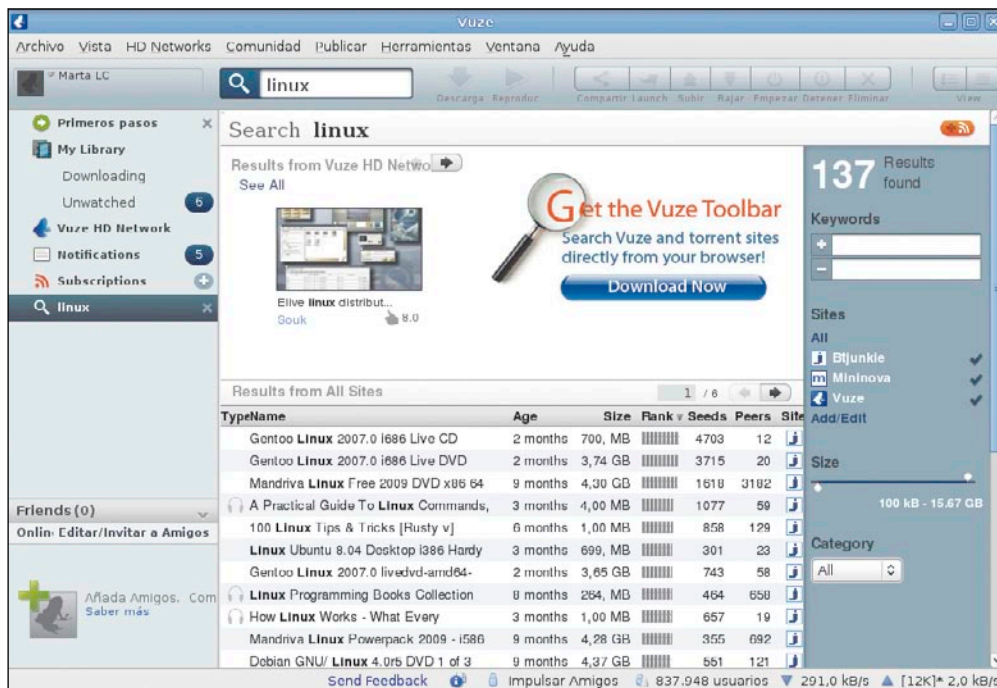 Vuze
Archivo Vista HD Networks Comunidad Publicar Herramientas Ventana Ayuda
Marta LC
linux
Descarga Reproduc Compartir Launch Subir Bajar Empezar Detener Eliminar View
Primeros pasos
My Library
Downloading
Unwatched 6
Vuze HD Network
Notifications 5
Subscriptions
linux
Friends (0)
Online Editar/Invitar a Amigos
Añada Amigos. Com
Saber más
Search linux
Results from Vuze HD Netwo
See All
Elive linux distribut...
Souk 8.0
Get the Vuze Toolbar
Search Vuze and torrent sites
directly from your browser!
Download Now
Results from All Sites 1 / 6
Type Name Age Size Rank Seeds Peers Site
Gentoo Linux 2007.0 i686 Live CD 2 months 700, MB 4703 12
Gentoo Linux 2007.0 i686 Live DVD 2 months 3,74 GB 3715 20
Mandriva Linux Free 2009 DVD x86 64 9 months 4,30 GB 1618 3182
A Practical Guide To Linux Commands, 3 months 4,00 MB 1077 59
100 Linux Tips & Tricks [Rusty v] 6 months 1,00 MB 858 129
Linux Ubuntu 8.04 Desktop i386 Hardy 3 months 699, MB 301 23
Gentoo Linux 2007.0 livedvd-amd64- 2 months 3,65 GB 743 58
Linux Programming Books Collection 8 months 264, MB 464 658
How Linux Works - What Every 3 months 1,00 MB 657 19
Mandriva Linux Powerpack 2009 - i586 9 months 4,28 GB 355 692
Debian GNU/ Linux 4.0r5 DVD 1 of 3 9 months 4,37 GB 551 121
137 Results found
Keywords
Sites
All
Btjunkie
Mininova
Vuze
Add/Edit
Size
100 kB - 15.67 GB
Category
All
Send Feedback Impulsar Amigos 837.948 usuarios 291,0 kB/s [12K]* 2,0 kB/s